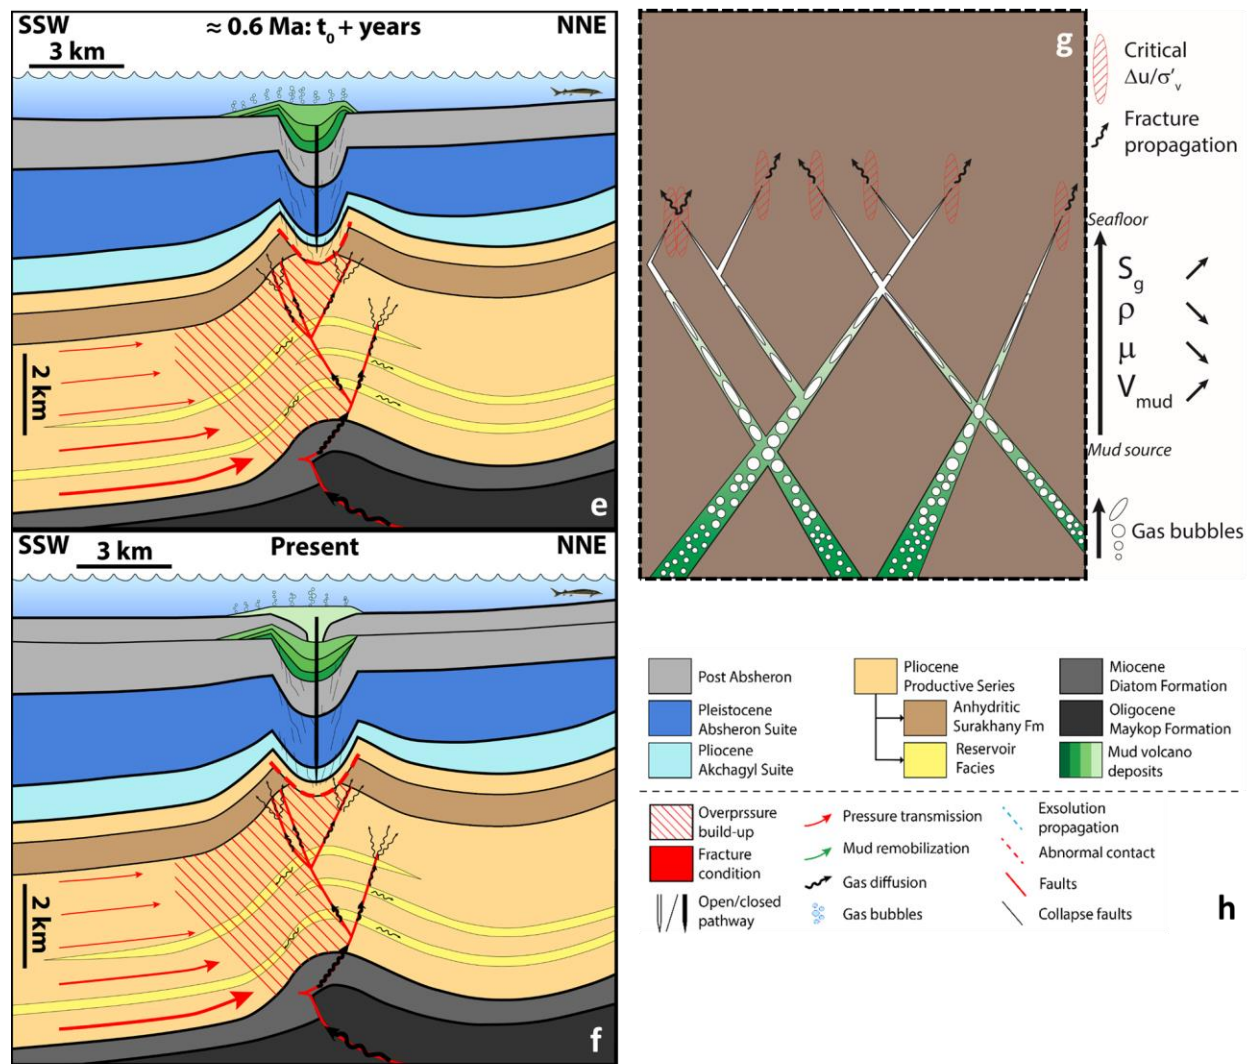 SSW
≈ 0.6 Ma: t₀ + years
NNE
3 km
2 km
e
SSW
3 km
Present
NNE
2 km
f
g
Critical
Δu/σ'ᵥ
Fracture
propagation
Seafloor
S_g
ρ
μ
V_mud
Mud source
Gas bubbles
Post Absheron
Pleistocene
Absheron Suite
Pliocene
Akchagyl Suite
Pliocene
Productive Series
Anhydritic
Surakhany Fm
Reservoir
Facies
Miocene
Diatom Formation
Oligocene
Maykop Formation
Mud volcano
deposits
Overprssure
build-up
Fracture
condition
Open/closed
pathway
Pressure transmission
Mud remobilization
Gas diffusion
Gas bubbles
Exsolution
propagation
Abnormal contact
Faults
Collapse faults
h